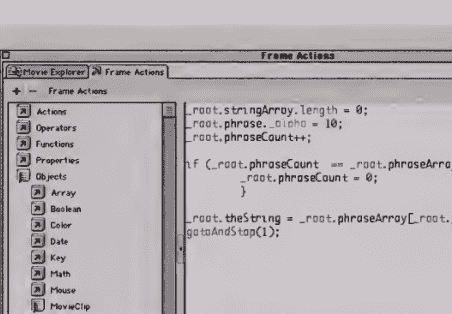 Frame Actions
Movie Explorer Frame Actions
+ − Frame Actions
Actions
Operators
Functions
Properties
Objects
Array
Boolean
Color
Date
Key
Math
Mouse
MovieClip
_root.stringArray.length = 0;
_root.phrase._alpha = 10;
_root.phraseCount++;
if (_root.phraseCount == _root.phraseArra
_root.phraseCount = 0;
}
_root.theString = _root.phraseArray[_root.
gotoAndStop(1);